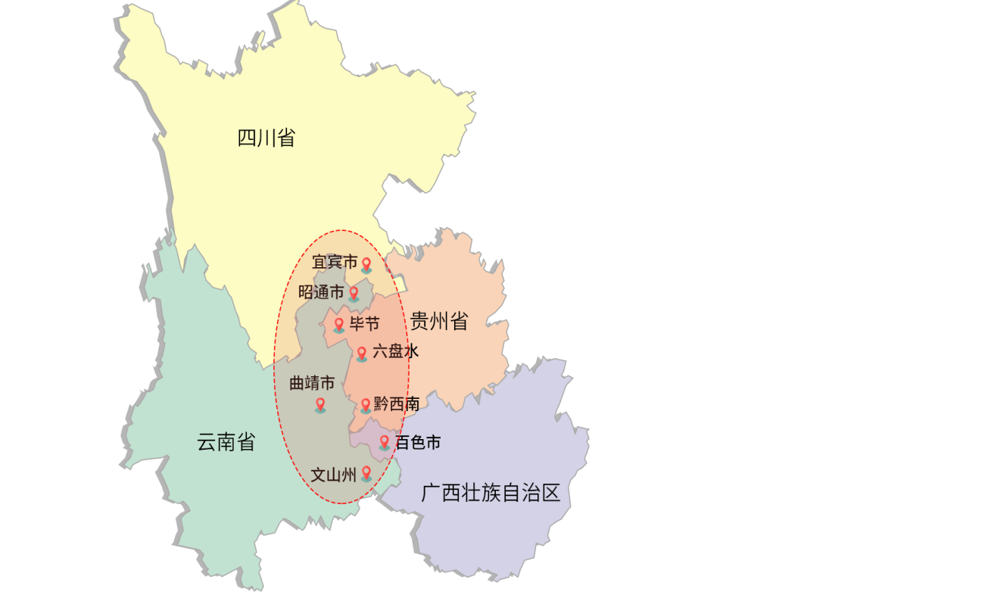 四川省
宜宾市
昭通市
毕节
贵州省
六盘水
曲靖市
黔西南
云南省
百色市
文山州
广西壮族自治区